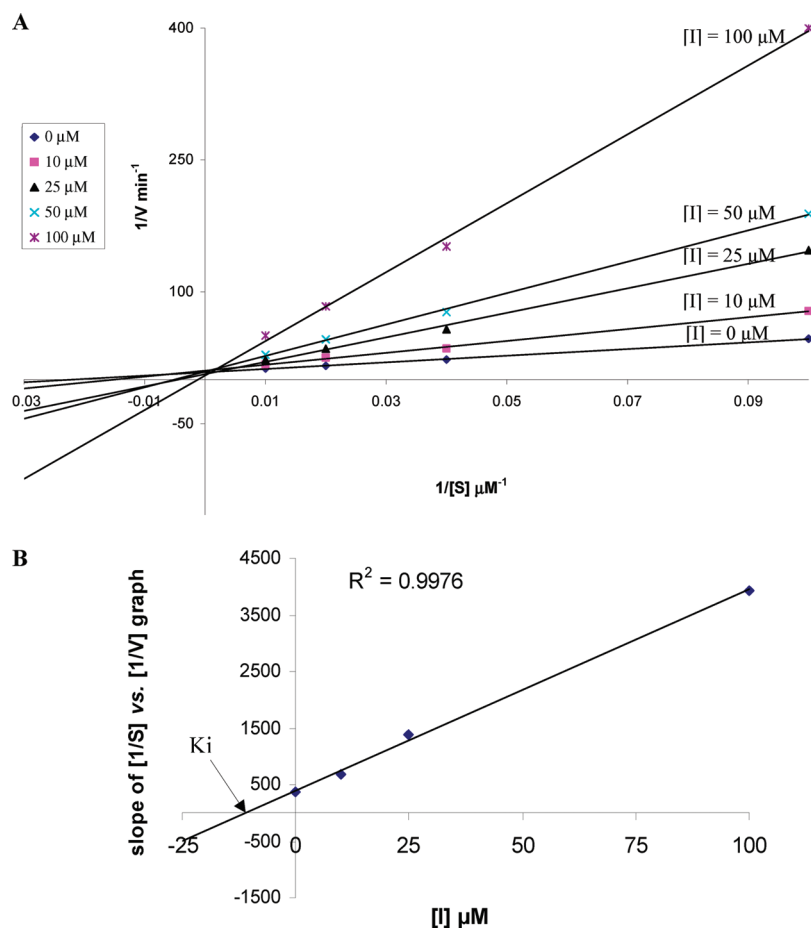 A
400
[I] = 100 µM
0 µM
10 µM
25 µM
50 µM
100 µM
1/V min-1
250
[I] = 50 µM
[I] = 25 µM
100
[I] = 10 µM
[I] = 0 µM
0.03 -0.01 0.01 0.03 0.05 0.07 0.09
-50
1/[S] µM-1
B
slope of [1/S] vs. [1/V] graph
4500
R2 = 0.9976
3500
2500
1500
Ki
500
-25 0 25 50 75 100
-500
-1500
[I] µM